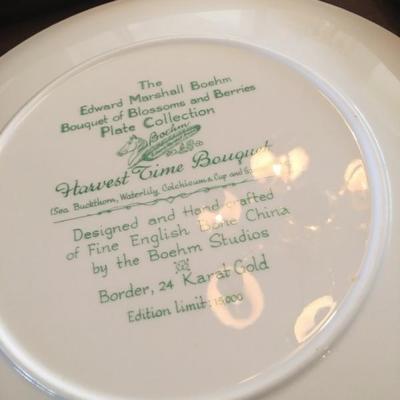 The
Edward Marshall Boehm
Bouquet of Blossoms and Berries
Plate Collection
Boehm
Harvest Time Bouquet
(Sea Buckthorn, Waterlily, Colchicum & Cup and
Designed and Hand crafted
of Fine English Bone China
by the Boehm Studios
Border, 24 Karat Gold
Edition limit: 15,000